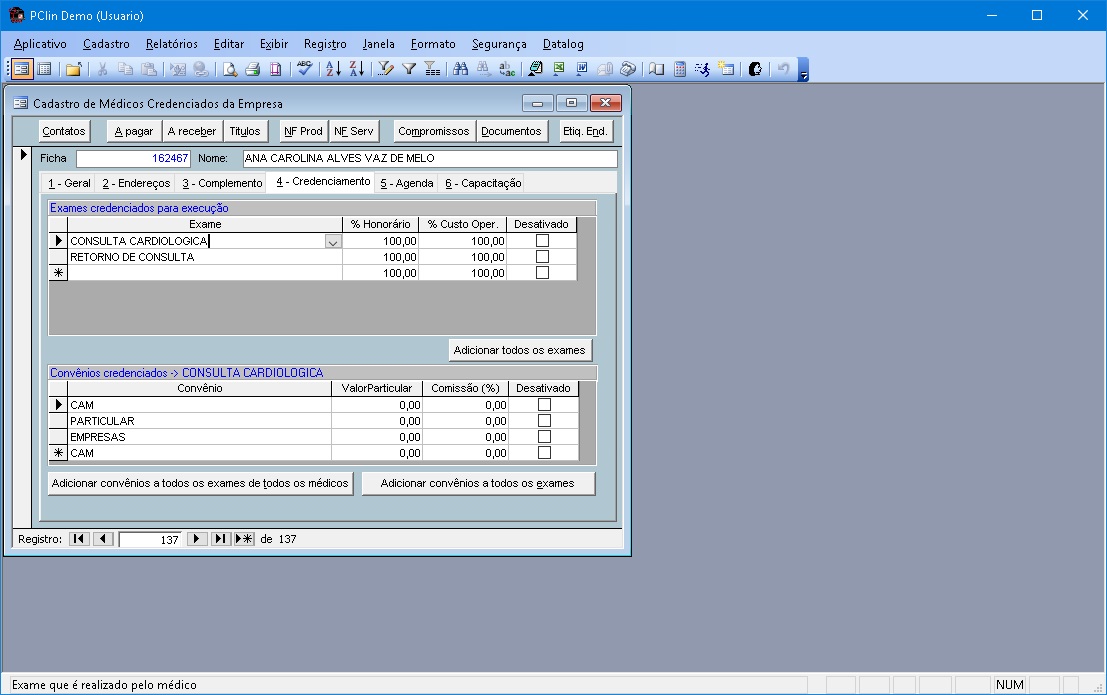 PClin Demo (Usuario)
Aplicativo Cadastro Relatórios Editar Exibir Registro Janela Formato Segurança Datalog
Cadastro de Médicos Credenciados da Empresa
Contatos A pagar A receber Títulos NF Prod NF Serv Compromissos Documentos Etiq. End.
Ficha 162467 Nome: ANA CAROLINA ALVES VAZ DE MELO
1 - Geral 2 - Endereços 3 - Complemento 4 - Credenciamento 5 - Agenda 6 - Capacitação
Exames credenciados para execução
Exame % Honorário % Custo Oper. Desativado
CONSULTA CARDIOLOGICA 100,00 100,00
RETORNO DE CONSULTA 100,00 100,00
100,00 100,00
Adicionar todos os exames
Convênios credenciados -> CONSULTA CARDIOLOGICA
Convênio ValorParticular Comissão (%) Desativado
CAM 0,00 0,00
PARTICULAR 0,00 0,00
EMPRESAS 0,00 0,00
CAM 0,00 0,00
Adicionar convênios a todos os exames de todos os médicos Adicionar convênios a todos os exames
Registro: 137 de 137
Exame que é realizado pelo médico NUM